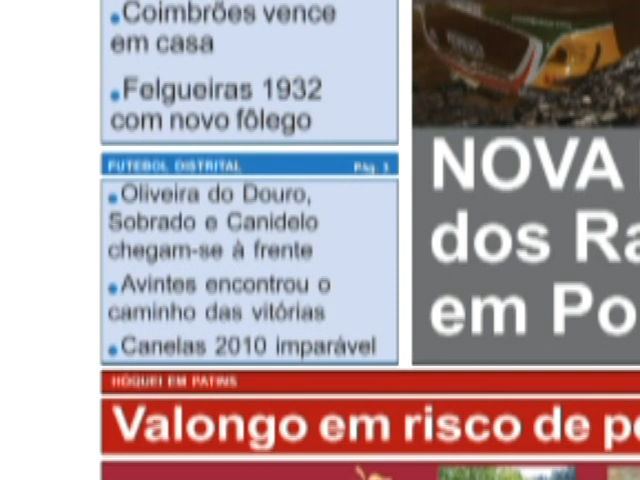 •Coimbrões vence
em casa
•Felgueiras 1932
com novo fôlego
FUTEBOL DISTRITAL Pág. 3
•Oliveira do Douro,
Sobrado e Canidelo
chegam-se à frente
•Avintes encontrou o
caminho das vitórias
•Canelas 2010 imparável
NOVA
dos Ra
em Po
HÓQUEI EM PATINS
Valongo em risco de pe